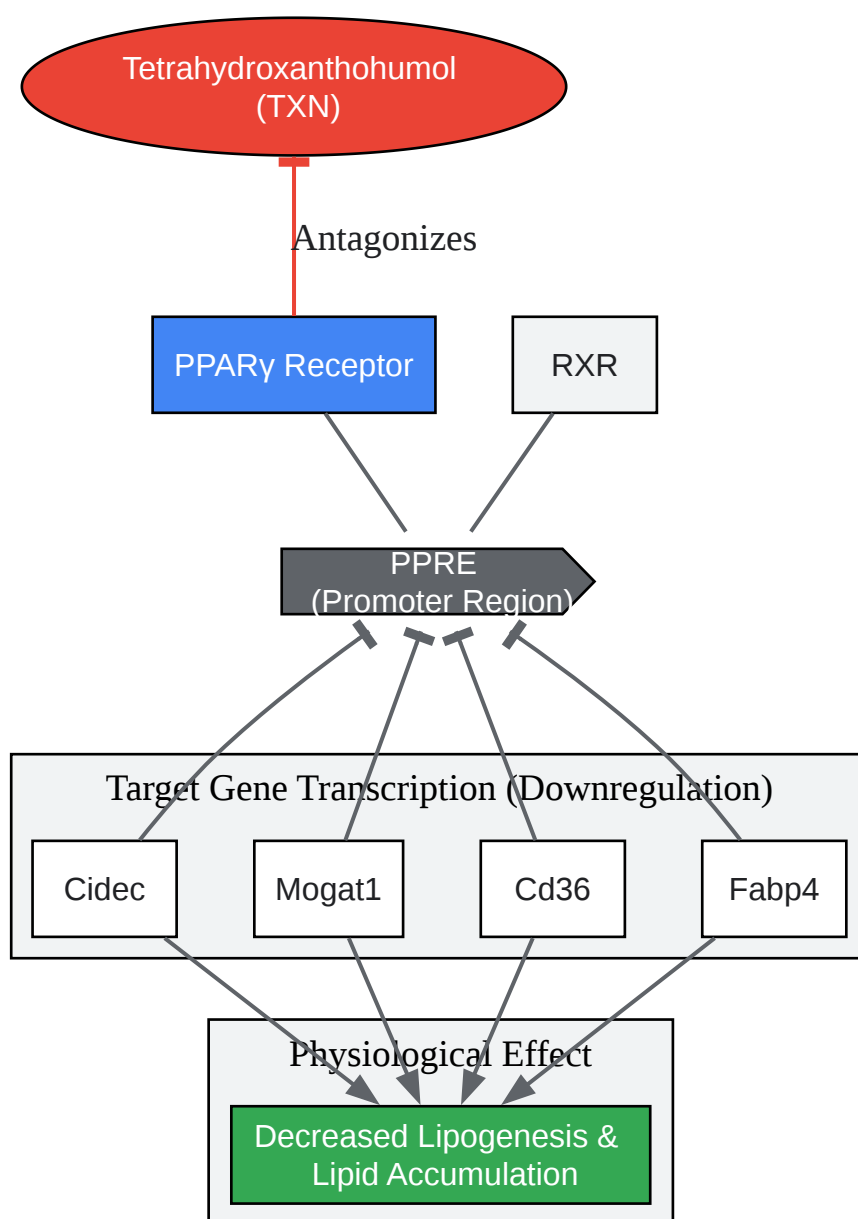 Tetrahydroxanthohumol
(TXN)
Antagonizes
PPARγ Receptor
RXR
PPRE
(Promoter Region)
Target Gene Transcription (Downregulation)
Cidec
Mogat1
Cd36
Fabp4
Physiological Effect
Decreased Lipogenesis &
Lipid Accumulation